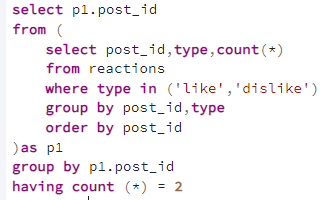 select p1.post_id
from (
    select post_id,type,count(*)
    from reactions
    where type in ('like','dislike')
    group by post_id,type
    order by post_id
)as p1
group by p1.post_id
having count (*) = 2